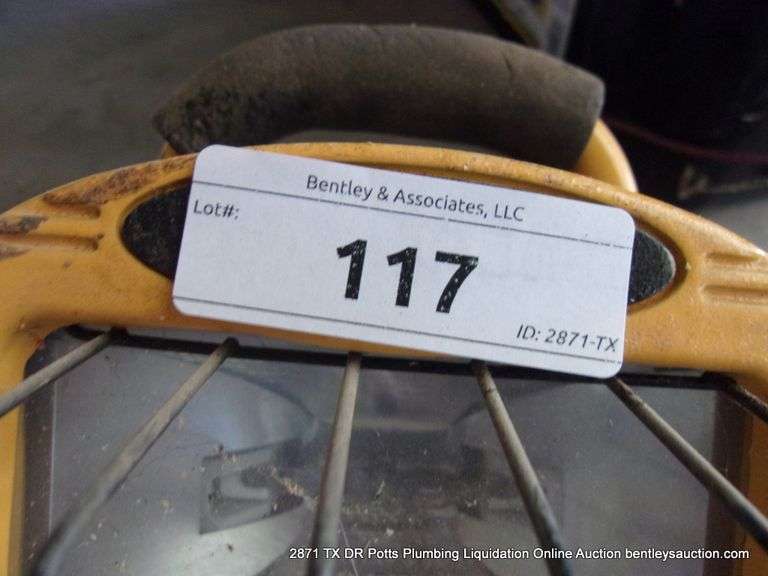 Bentley & Associates, LLC
Lot#:
117
ID: 2871-TX
2871 TX DR Potts Plumbing Liquidation Online Auction bentleysauction.com